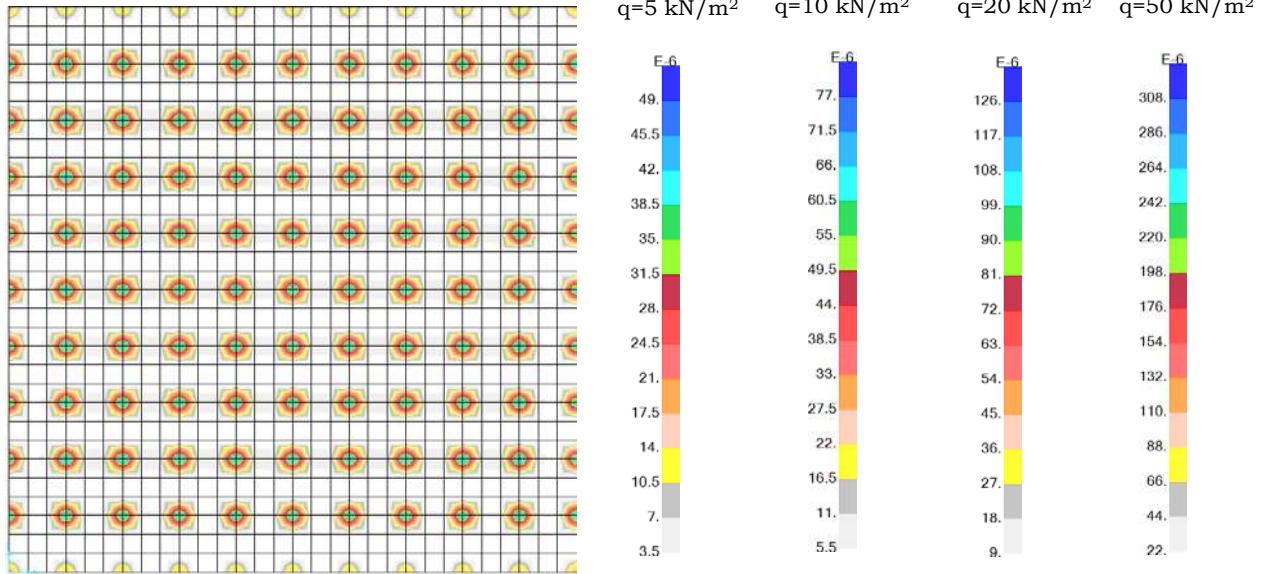 q=5 kN/m² q=10 kN/m² q=20 kN/m² q=50 kN/m²
E-6 E-6 E-6 E-6
49. 77. 126. 308.
45.5 71.5 117. 286.
42. 66. 108. 264.
38.5 60.5 99. 242.
35. 55. 90. 220.
31.5 49.5 81. 198.
28. 44. 72. 176.
24.5 38.5 63. 154.
21. 33. 54. 132.
17.5 27.5 45. 110.
14. 22. 36. 88.
10.5 16.5 27. 66.
7. 11. 18. 44.
3.5 5.5 9. 22.